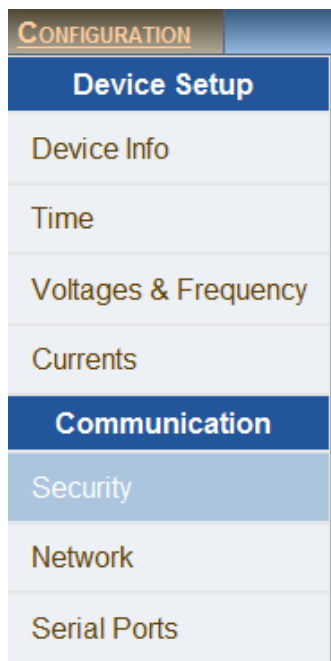 CONFIGURATION
Device Setup
Device Info
Time
Voltages & Frequency
Currents
Communication
Security
Network
Serial Ports